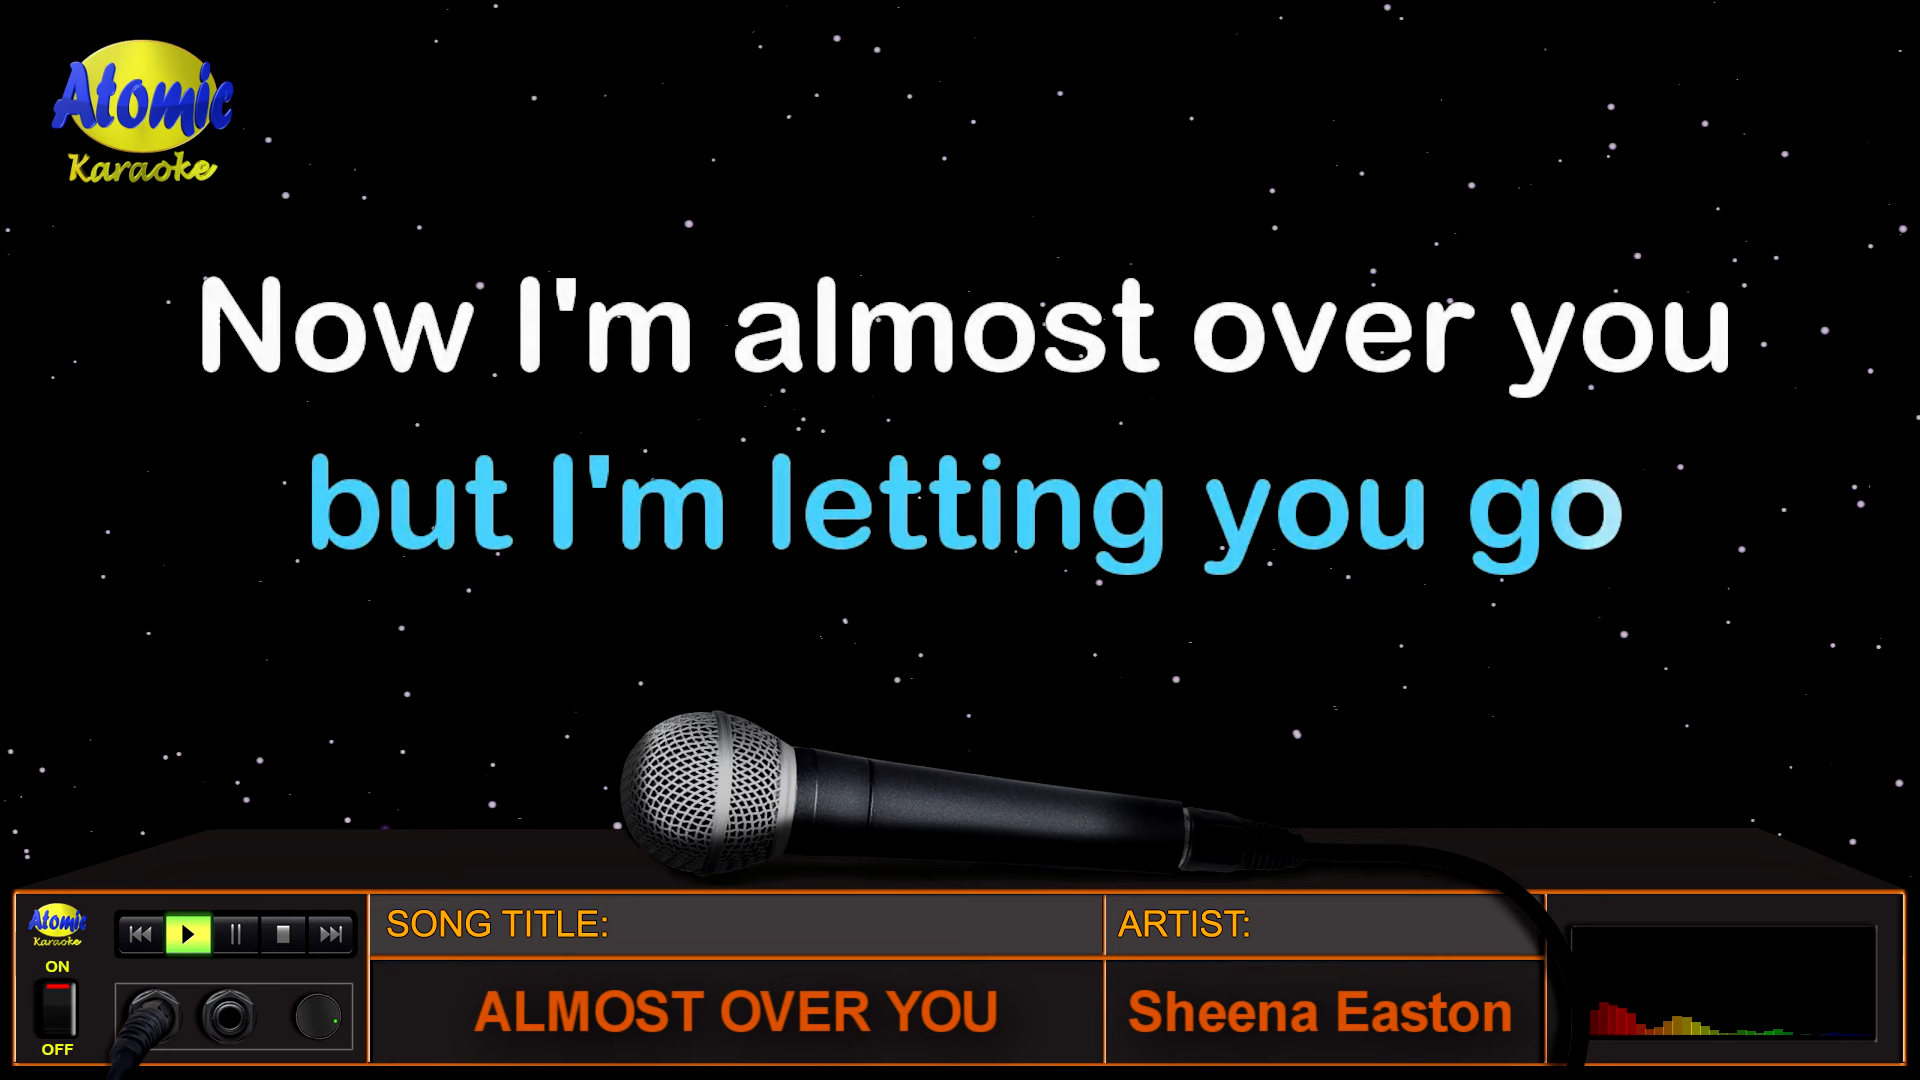 Atomic
Karaoke
Now I'm almost over you
but I'm letting you go
Atomic
Karaoke
ON
OFF
SONG TITLE:
ARTIST:
ALMOST OVER YOU
Sheena Easton